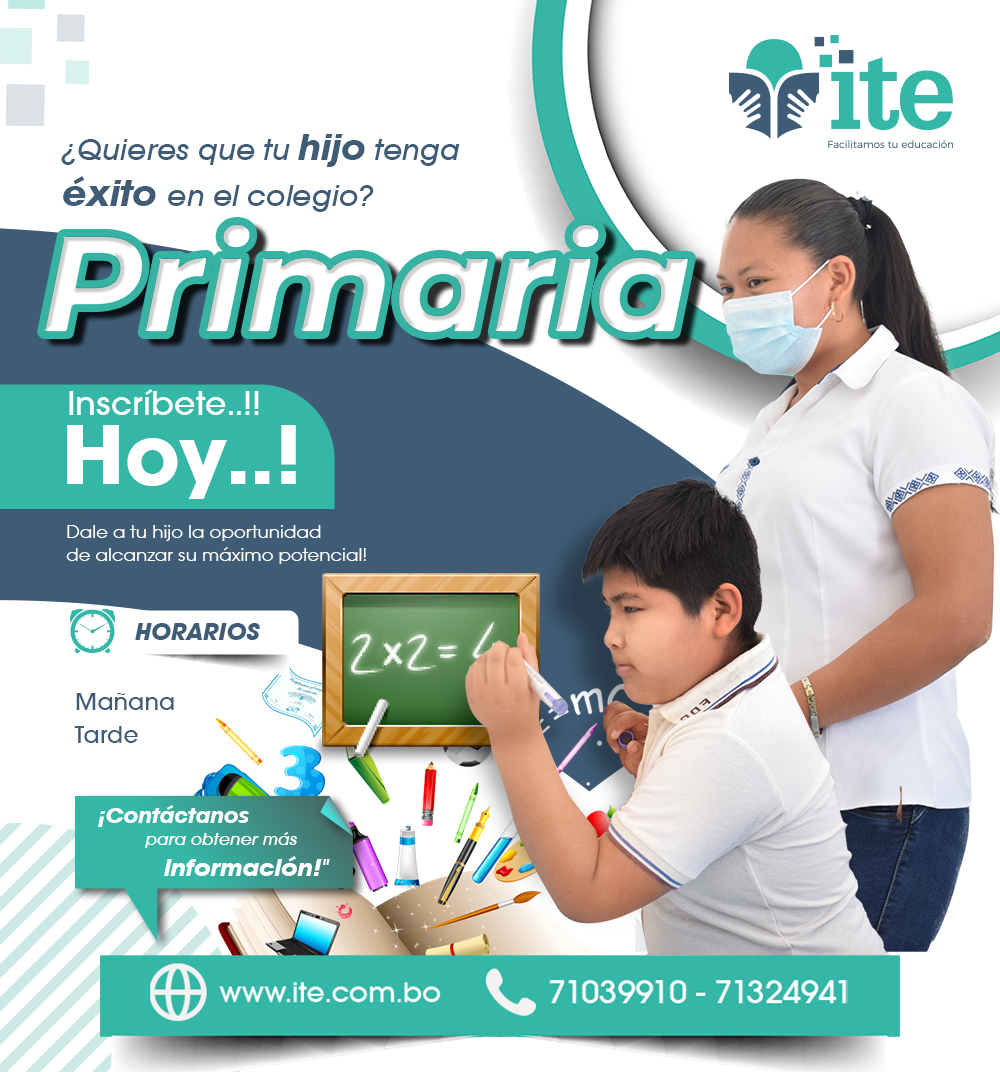 ite
Facilitamos tu educación
¿Quieres que tu hijo tenga
éxito en el colegio?
Primaria
Inscríbete..!!
Hoy..!
Dale a tu hijo la oportunidad
de alcanzar su máximo potencial!
HORARIOS
Mañana
Tarde
2x2=4
3
¡Contáctanos
para obtener más
Información!"
www.ite.com.bo
71039910 - 71324941